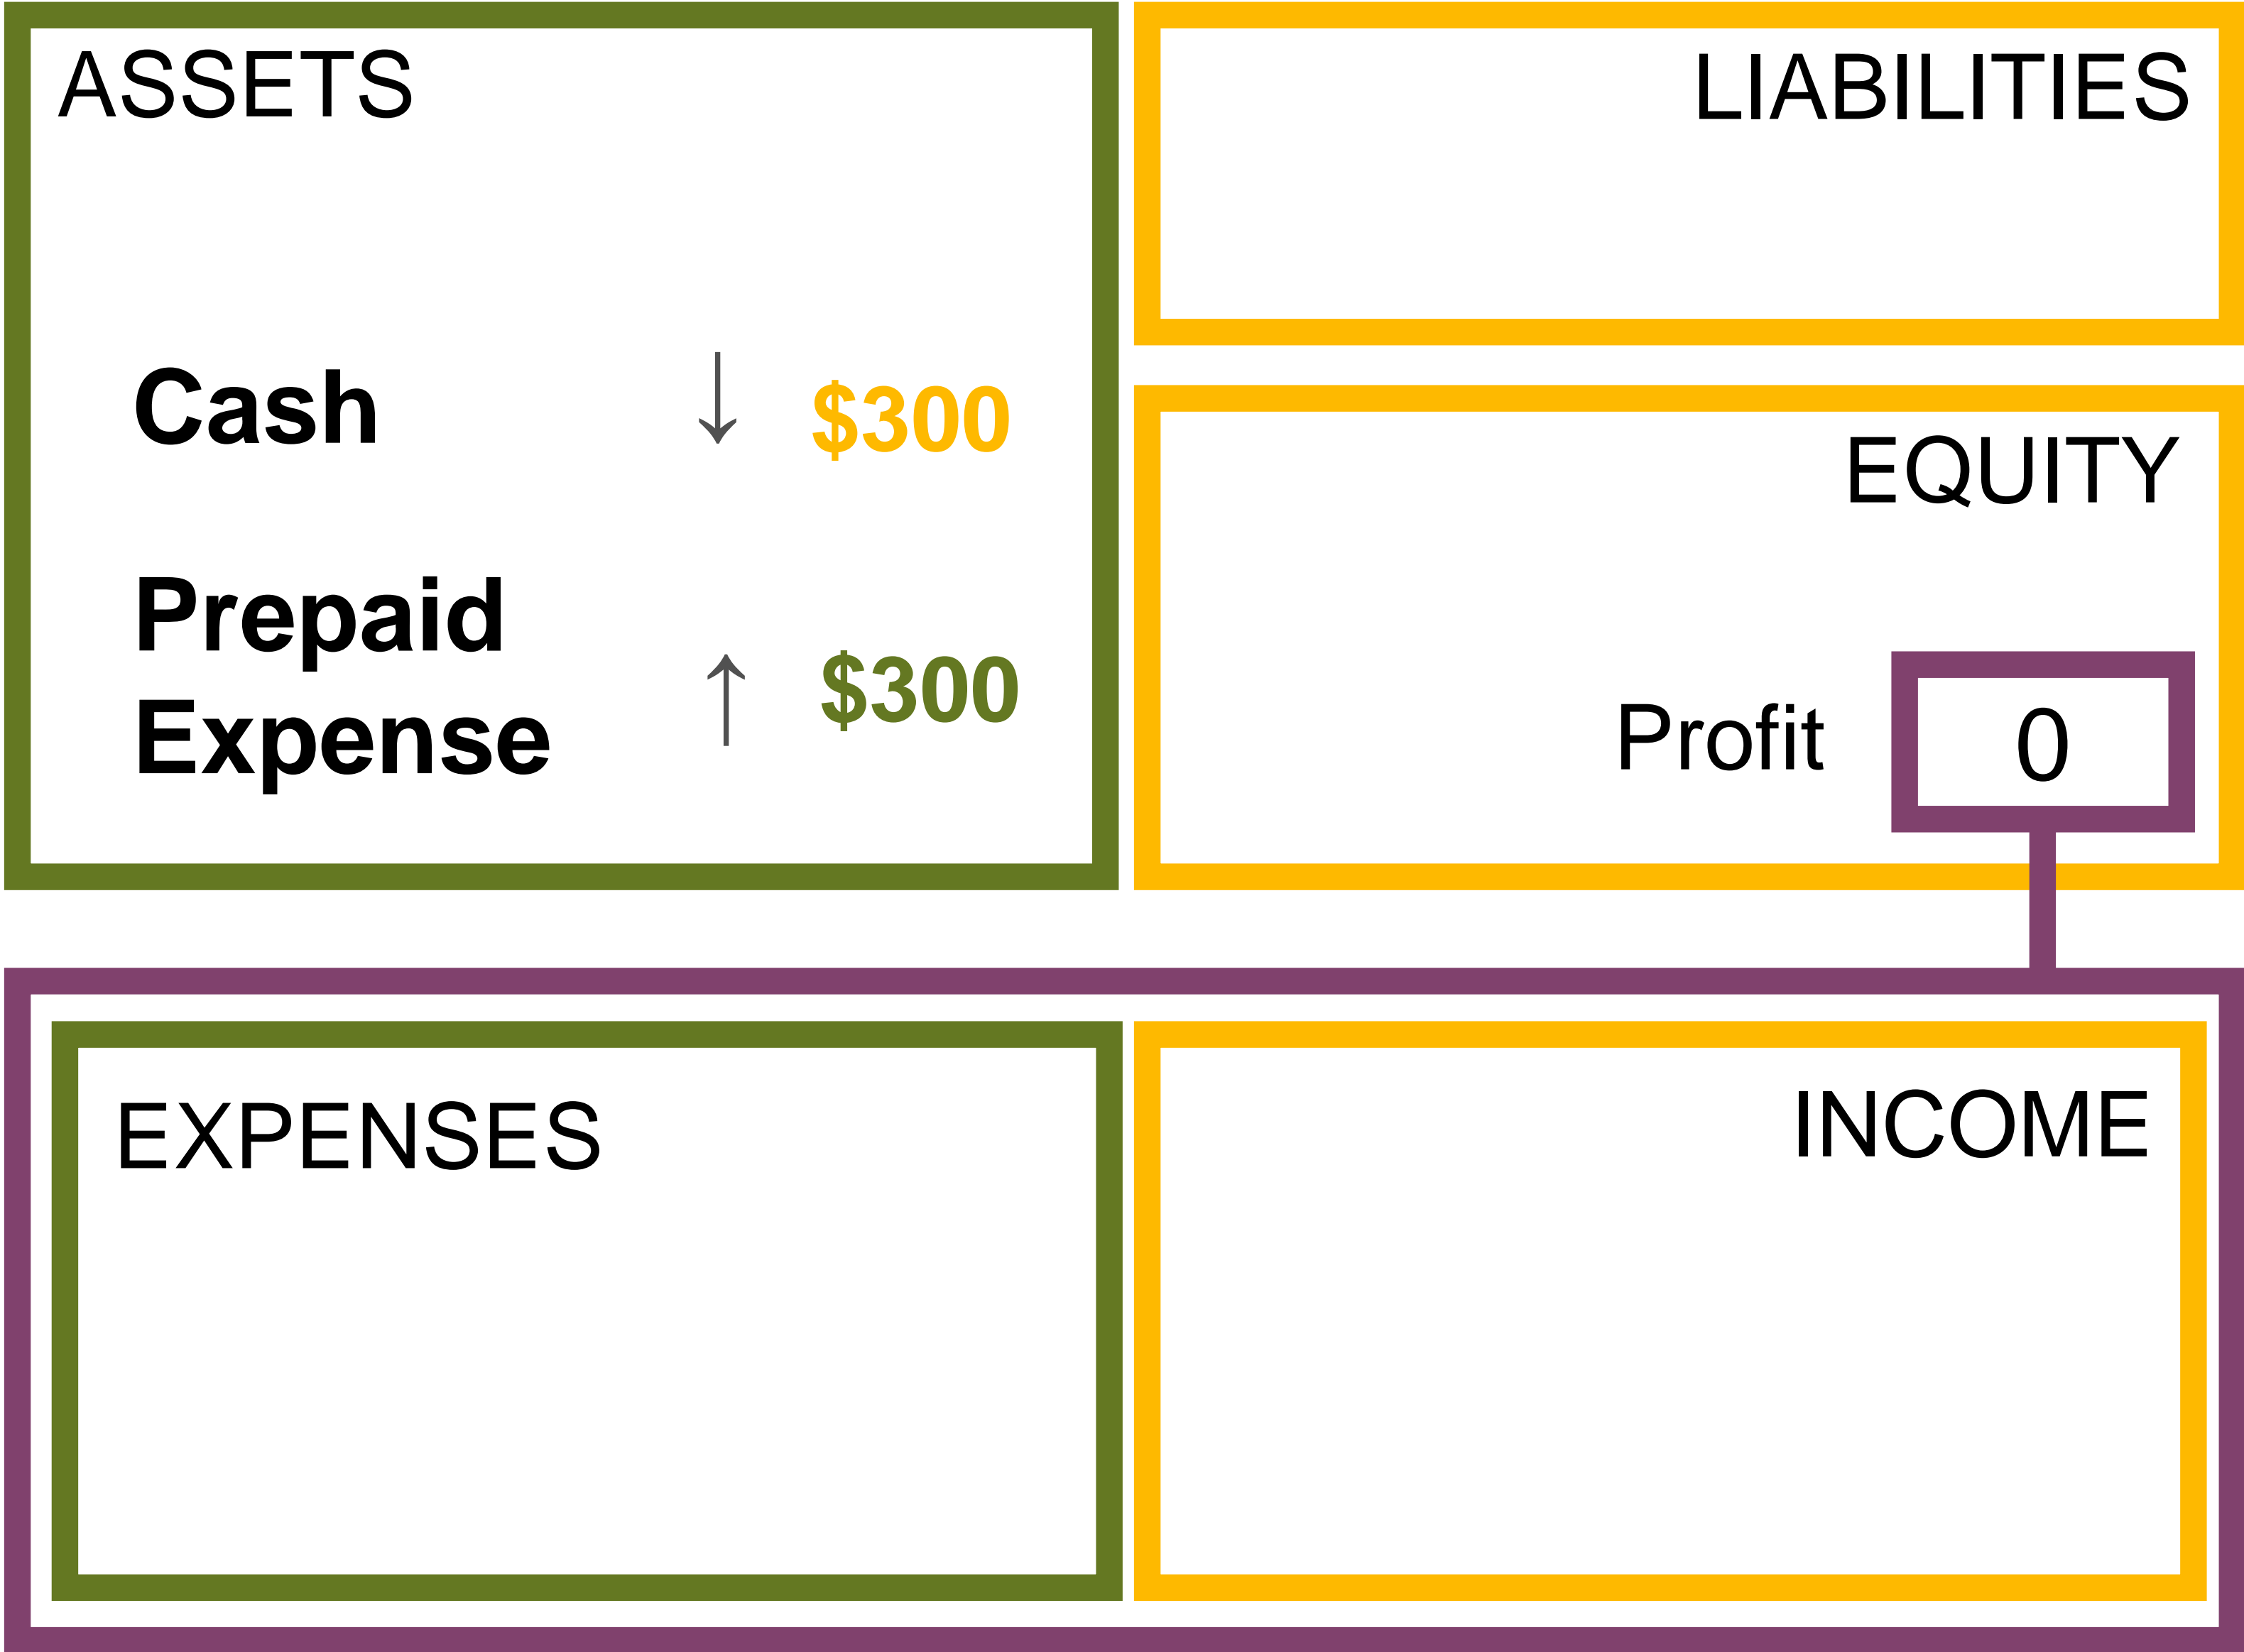 ASSETS
Cash ↓ $300
Prepaid
Expense ↑ $300
LIABILITIES
EQUITY
Profit 0
EXPENSES
INCOME